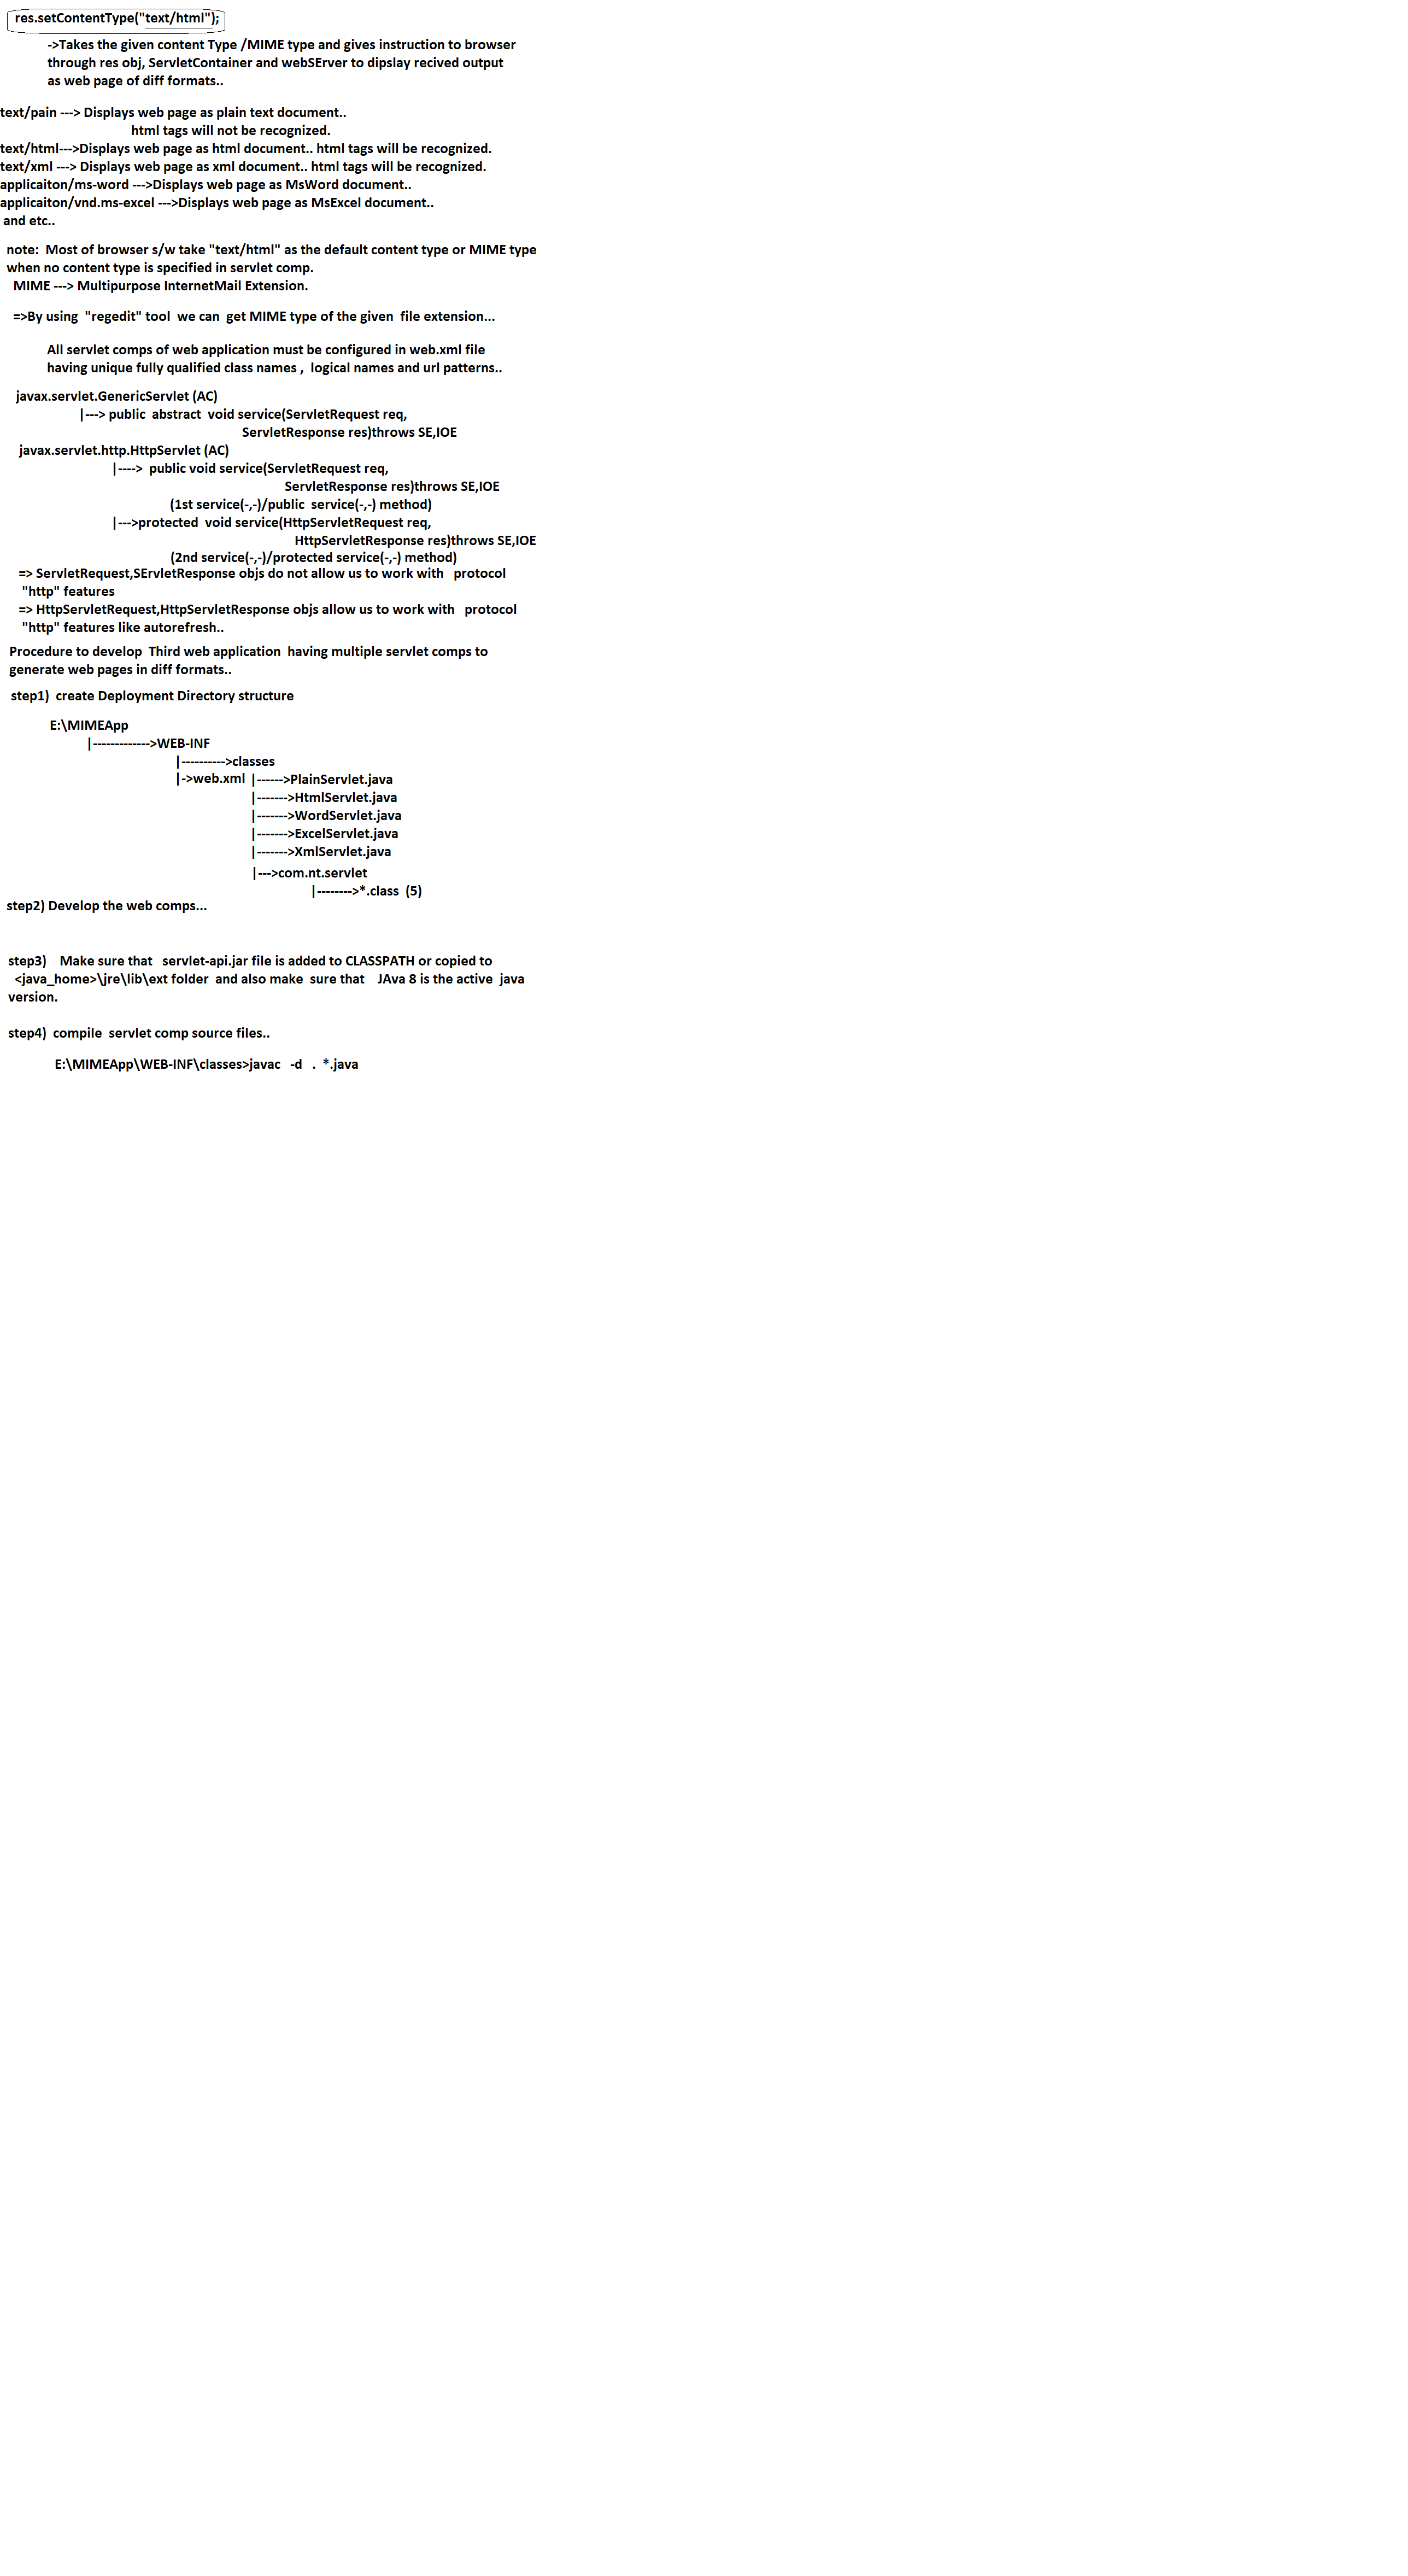 res.setContentType("text/html");
->Takes the given content Type /MIME type and gives instruction to browser
through res obj, ServletContainer and webSErver to dipslay recived output
as web page of diff formats..
text/pain ---> Displays web page as plain text document..
html tags will not be recognized.
text/html--->Displays web page as html document.. html tags will be recognized.
text/xml ---> Displays web page as xml document.. html tags will be recognized.
applicaiton/ms-word --->Displays web page as MsWord document..
applicaiton/vnd.ms-excel --->Displays web page as MsExcel document..
and etc..
note:  Most of browser s/w take "text/html" as the default content type or MIME type
when no content type is specified in servlet comp.
MIME ---> Multipurpose InternetMail Extension.
=>By using  "regedit" tool  we can  get MIME type of the given  file extension...
All servlet comps of web application must be configured in web.xml file
having unique fully qualified class names ,  logical names and url patterns..
javax.servlet.GenericServlet (AC)
|---> public  abstract  void service(ServletRequest req,
ServletResponse res)throws SE,IOE
javax.servlet.http.HttpServlet (AC)
|---->  public void service(ServletRequest req,
ServletResponse res)throws SE,IOE
(1st service(-,-)/public  service(-,-) method)
|--->protected  void service(HttpServletRequest req,
HttpServletResponse res)throws SE,IOE
(2nd service(-,-)/protected service(-,-) method)
=> ServletRequest,SErvletResponse objs do not allow us to work with   protocol
"http" features
=> HttpServletRequest,HttpServletResponse objs allow us to work with   protocol
"http" features like autorefresh..
Procedure to develop  Third web application  having multiple servlet comps to
generate web pages in diff formats..
step1)  create Deployment Directory structure
E:\MIMEApp
|------------->WEB-INF
|---------->classes
|->web.xml |------>PlainServlet.java
|------->HtmlServlet.java
|------->WordServlet.java
|------->ExcelServlet.java
|------->XmlServlet.java
|--->com.nt.servlet
|-------->*.class  (5)
step2) Develop the web comps...
step3)    Make sure that   servlet-api.jar file is added to CLASSPATH or copied to
<java_home>\jre\lib\ext folder  and also make  sure that    JAva 8 is the active  java
version.
step4)  compile  servlet comp source files..
E:\MIMEApp\WEB-INF\classes>javac   -d   .  *.java